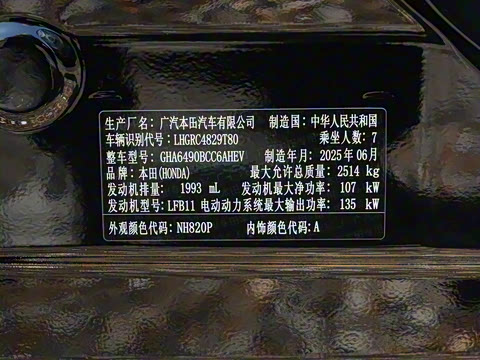 生产厂名：广汽本田汽车有限公司 制造国：中华人民共和国
车辆识别代号：LHGRC4829T80 乘坐人数：7
整车型号：GHA6490BCC6AHEV 制造年月：2025年06月
品牌：本田(HONDA) 最大允许总质量：2514 kg
发动机排量： 1993 mL 发动机最大净功率： 107 kW
发动机型号：LFB11 电动动力系统最大输出功率： 135 kW
外观颜色代码：NH820P 内饰颜色代码：A